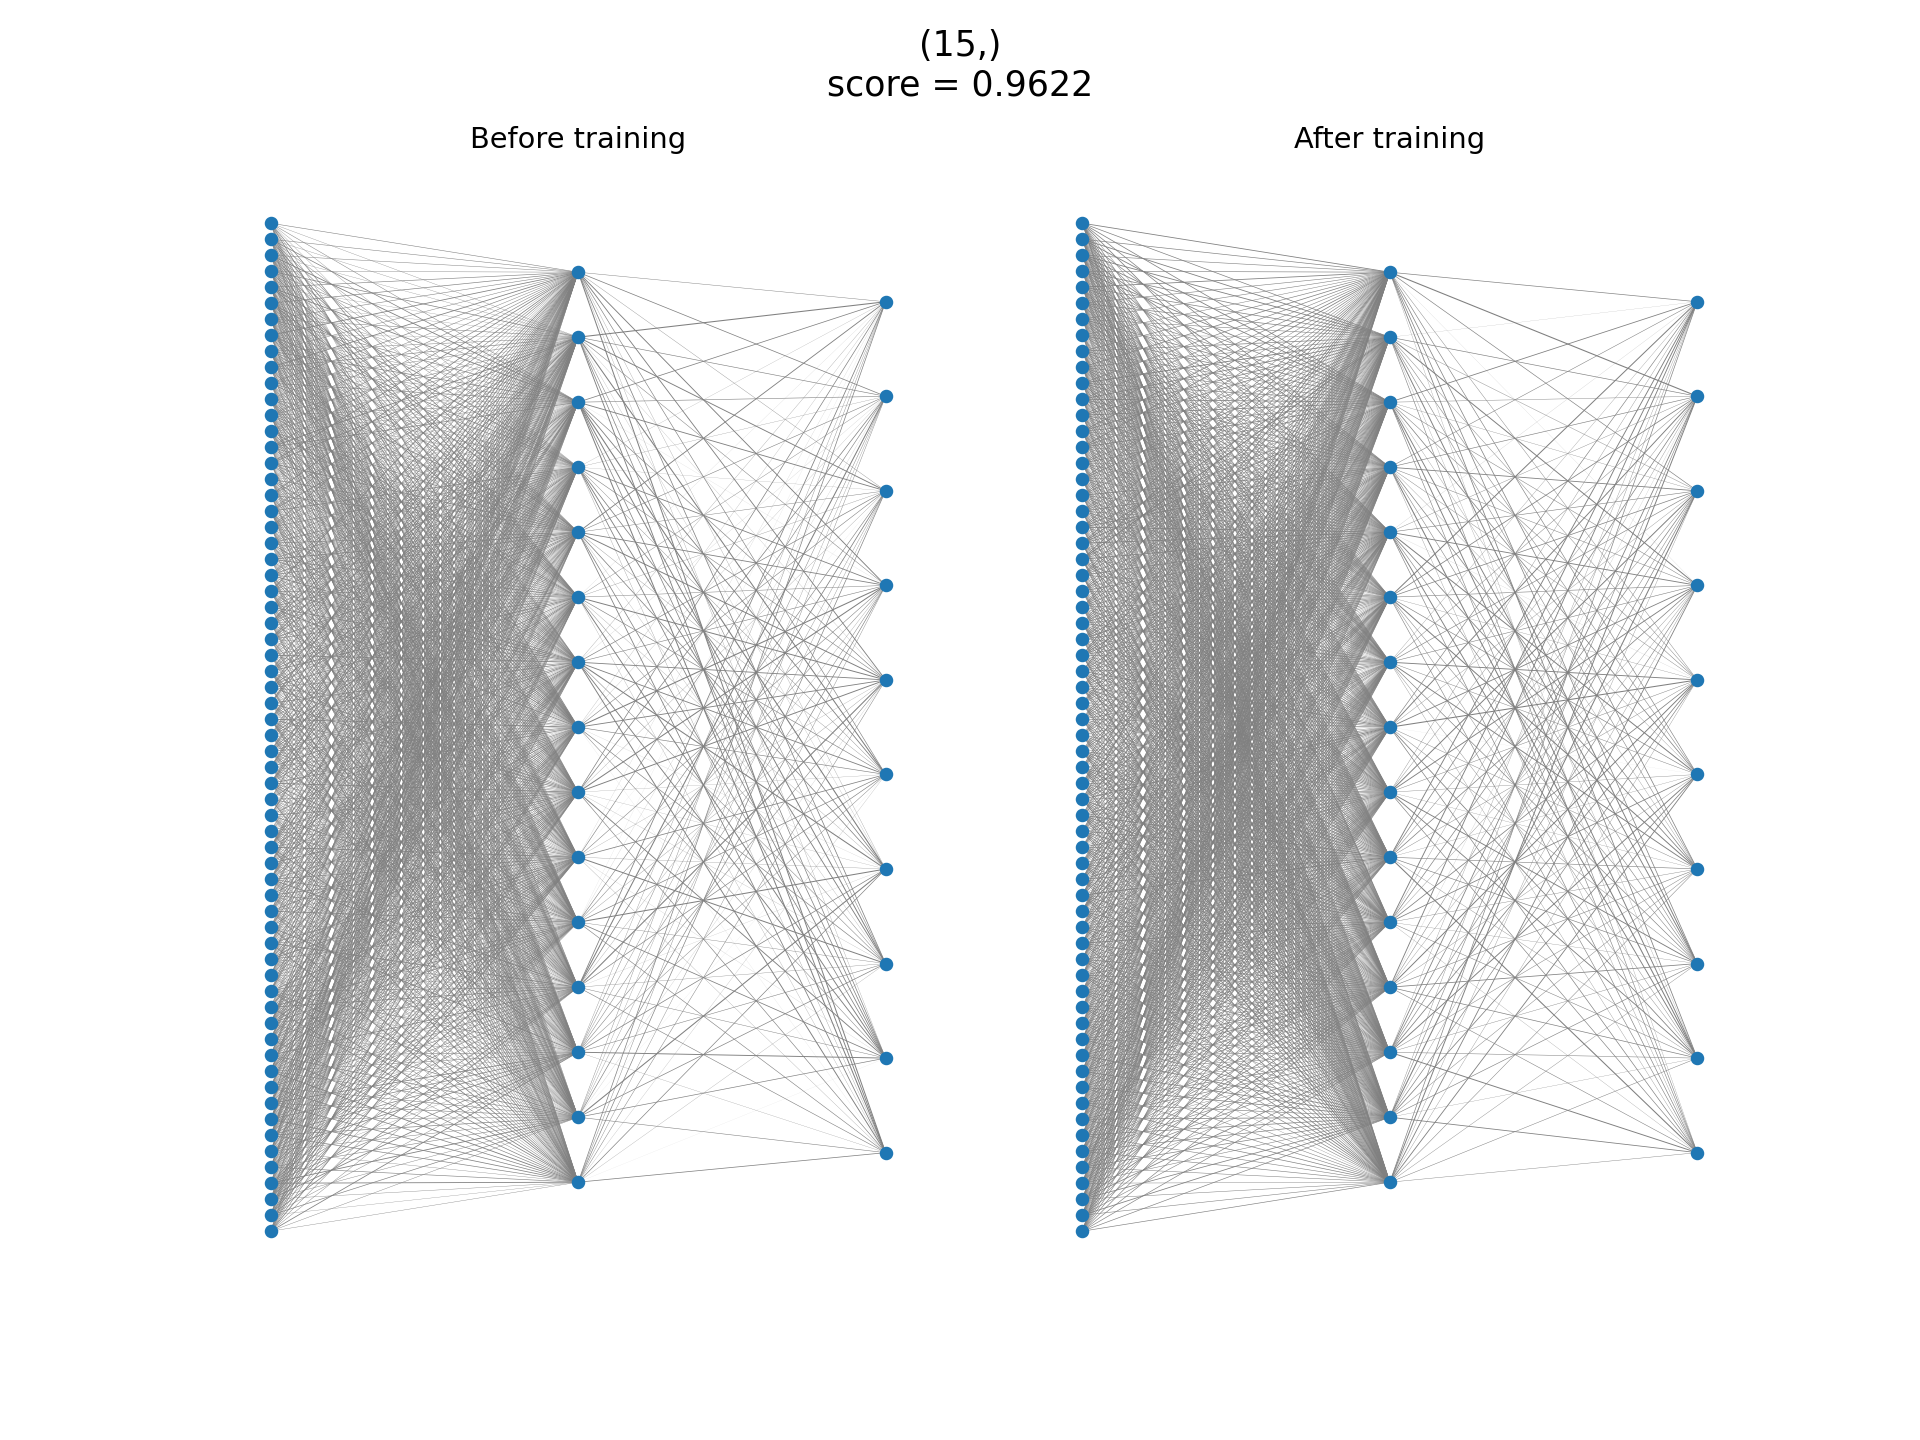 (15,)
score = 0.9622
Before training
After training